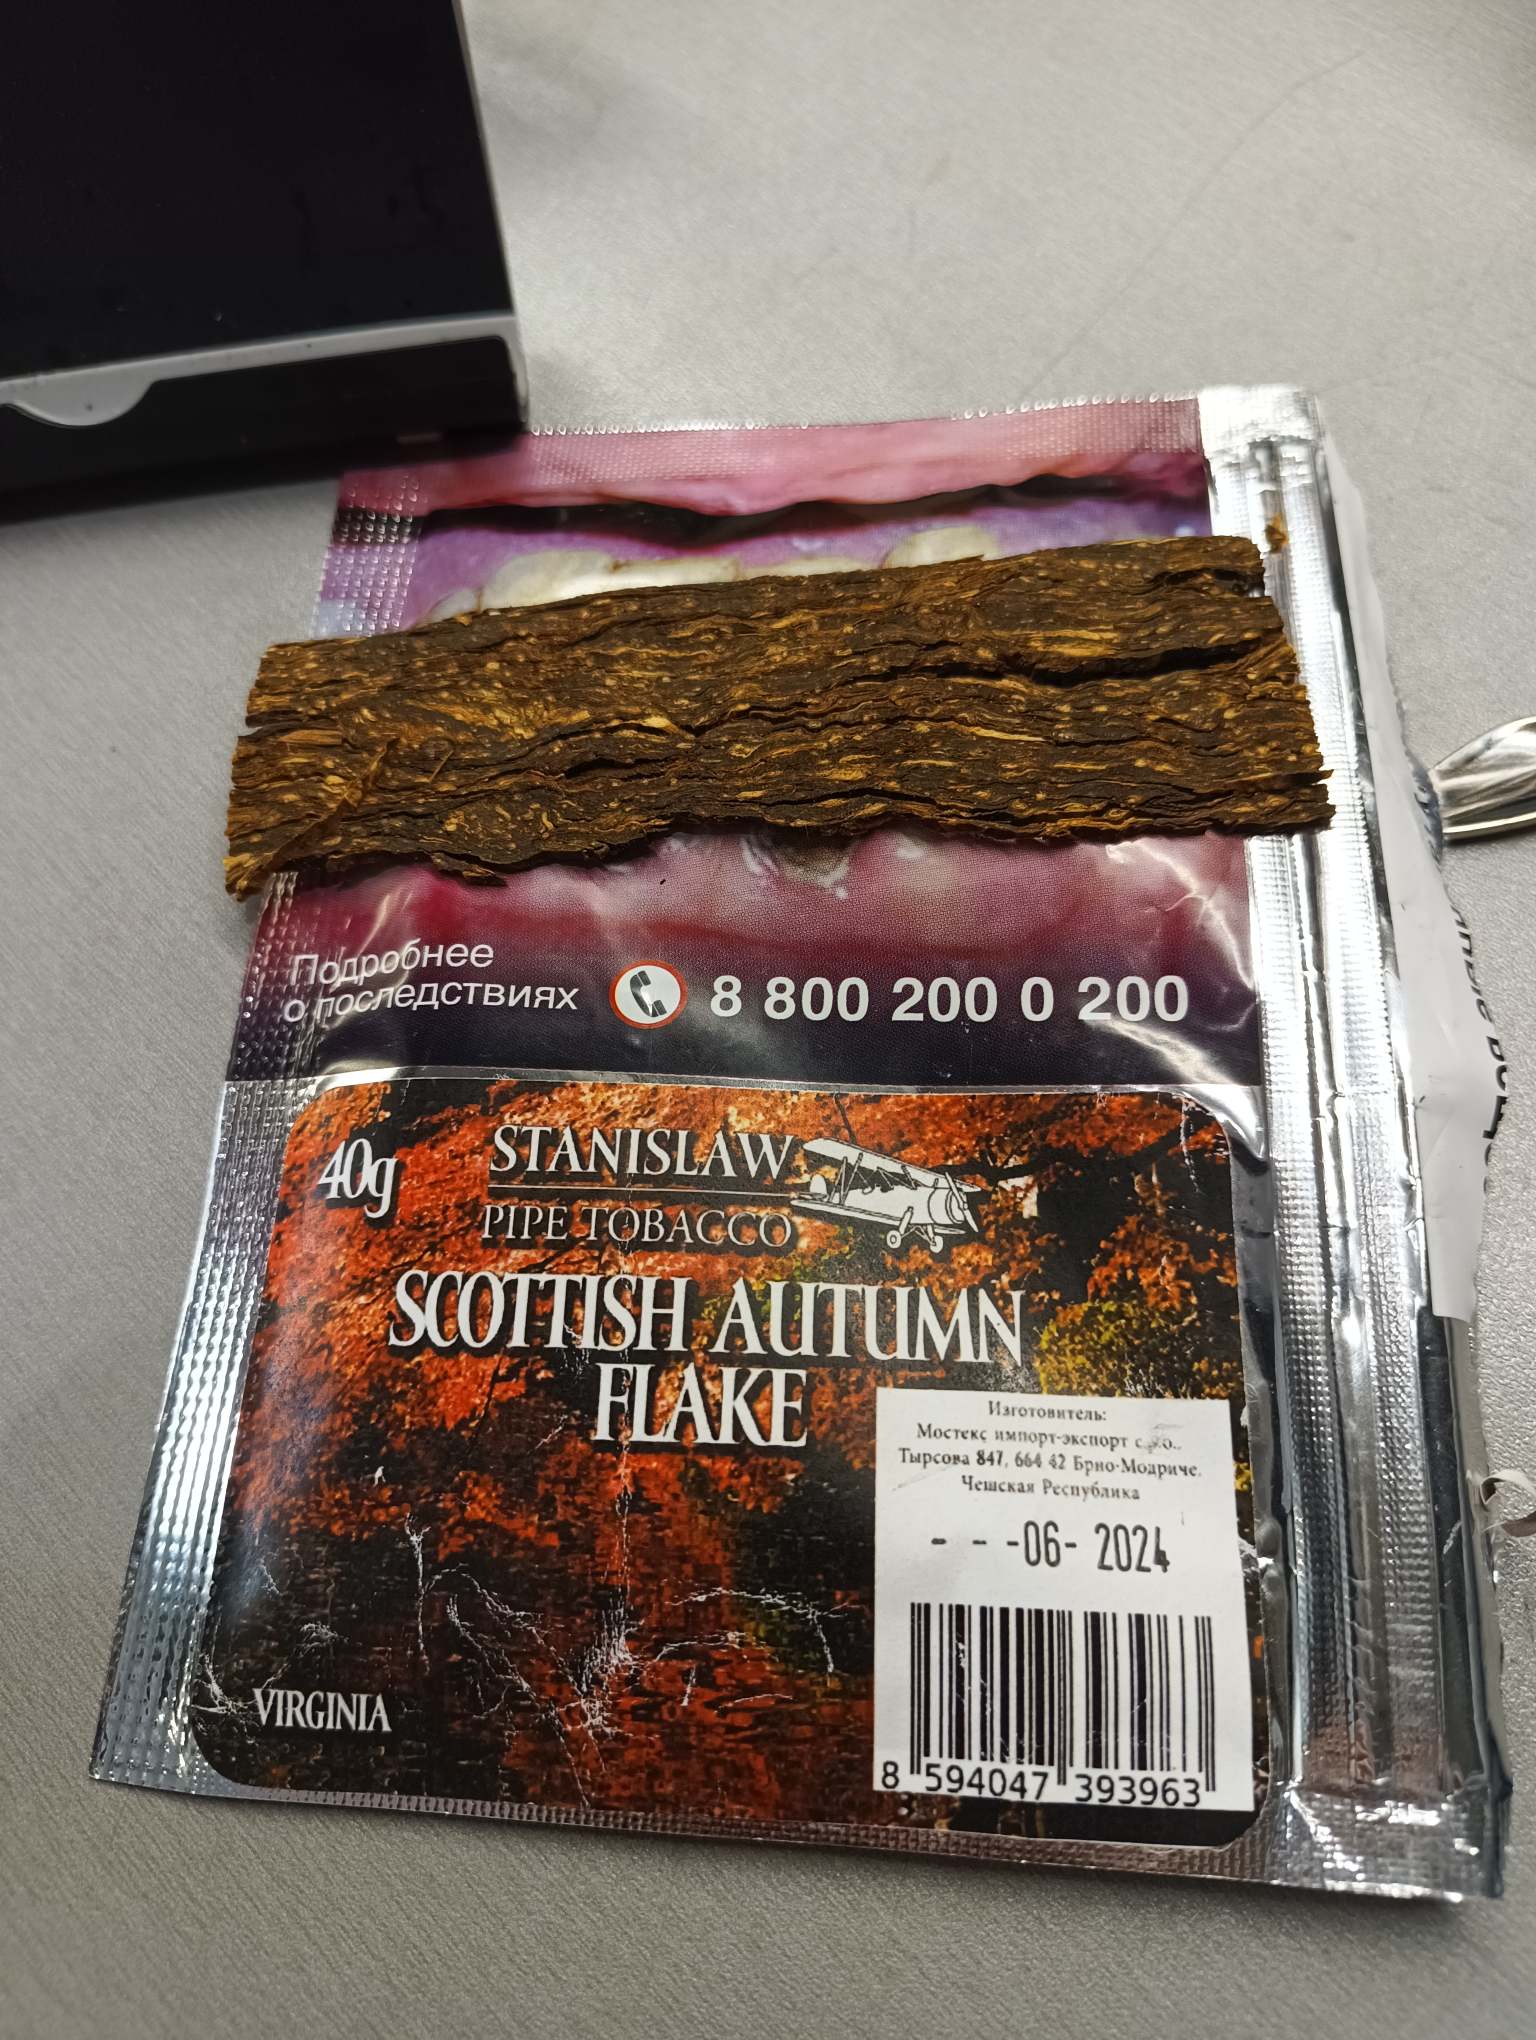 Подробнее
о последствиях
8 800 200 0 200
40g
STANISLAW
PIPE TOBACCO
SCOTTISH AUTUMN
FLAKE
VIRGINIA
Изготовитель:
Мостекс импорт-экспорт
Тырсова 847, 664 42 Брно-Модриче,
Чешская Республика
- - -06- 2024
8 594047 393963